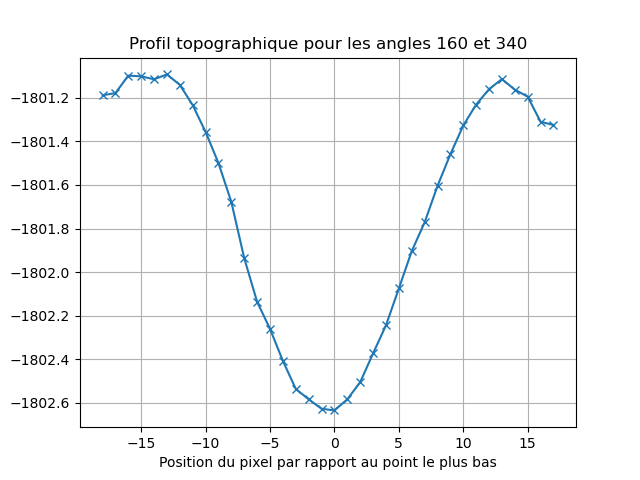 Profil topographique pour les angles 160 et 340
−1801.2
−1801.4
−1801.6
−1801.8
−1802.0
−1802.2
−1802.4
−1802.6
−15 −10 −5 0 5 10 15
Position du pixel par rapport au point le plus bas